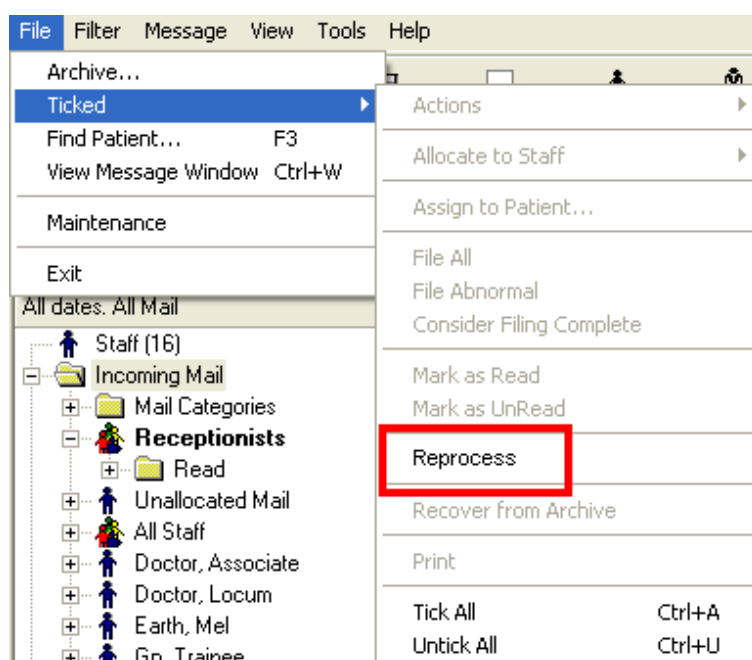 File Filter Message View Tools Help
Archive...
Ticked
Find Patient... F3
View Message Window Ctrl+W
Maintenance
Exit
Actions
Allocate to Staff
Assign to Patient...
File All
File Abnormal
Consider Filing Complete
Mark as Read
Mark as UnRead
Reprocess
Recover from Archive
Print
Tick All Ctrl+A
Untick All Ctrl+U
All dates. All Mail
Staff (16)
Incoming Mail
Mail Categories
Receptionists
Read
Unallocated Mail
All Staff
Doctor, Associate
Doctor, Locum
Earth, Mel
Gp, Trainee